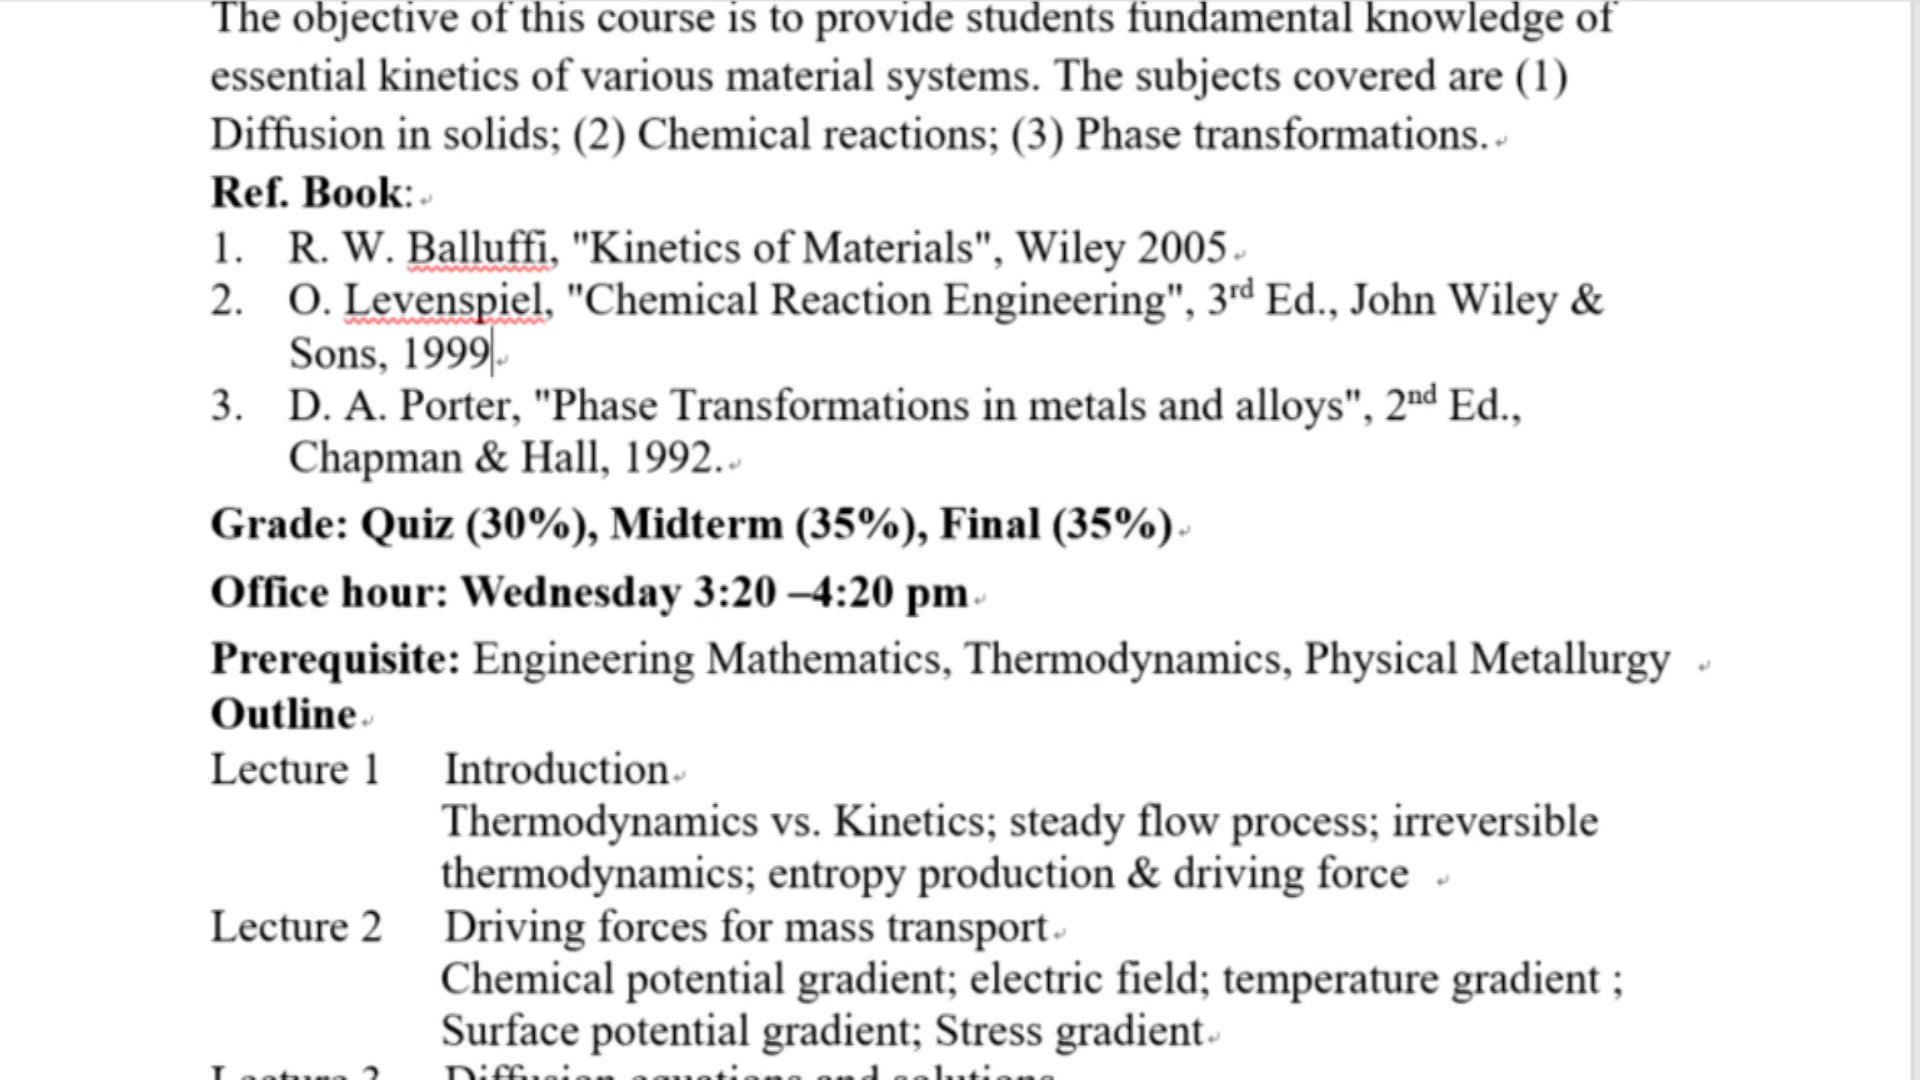 The objective of this course is to provide students fundamental knowledge of
essential kinetics of various material systems. The subjects covered are (1)
Diffusion in solids; (2) Chemical reactions; (3) Phase transformations.
Ref. Book:
1. R. W. Balluffi, "Kinetics of Materials", Wiley 2005
2. O. Levenspiel, "Chemical Reaction Engineering", 3rd Ed., John Wiley &
Sons, 1999
3. D. A. Porter, "Phase Transformations in metals and alloys", 2nd Ed.,
Chapman & Hall, 1992.
Grade: Quiz (30%), Midterm (35%), Final (35%)
Office hour: Wednesday 3:20 –4:20 pm
Prerequisite: Engineering Mathematics, Thermodynamics, Physical Metallurgy
Outline
Lecture 1 Introduction
Thermodynamics vs. Kinetics; steady flow process; irreversible
thermodynamics; entropy production & driving force
Lecture 2 Driving forces for mass transport
Chemical potential gradient; electric field; temperature gradient ;
Surface potential gradient; Stress gradient
Lecture 3 Diffusion equations and solutions